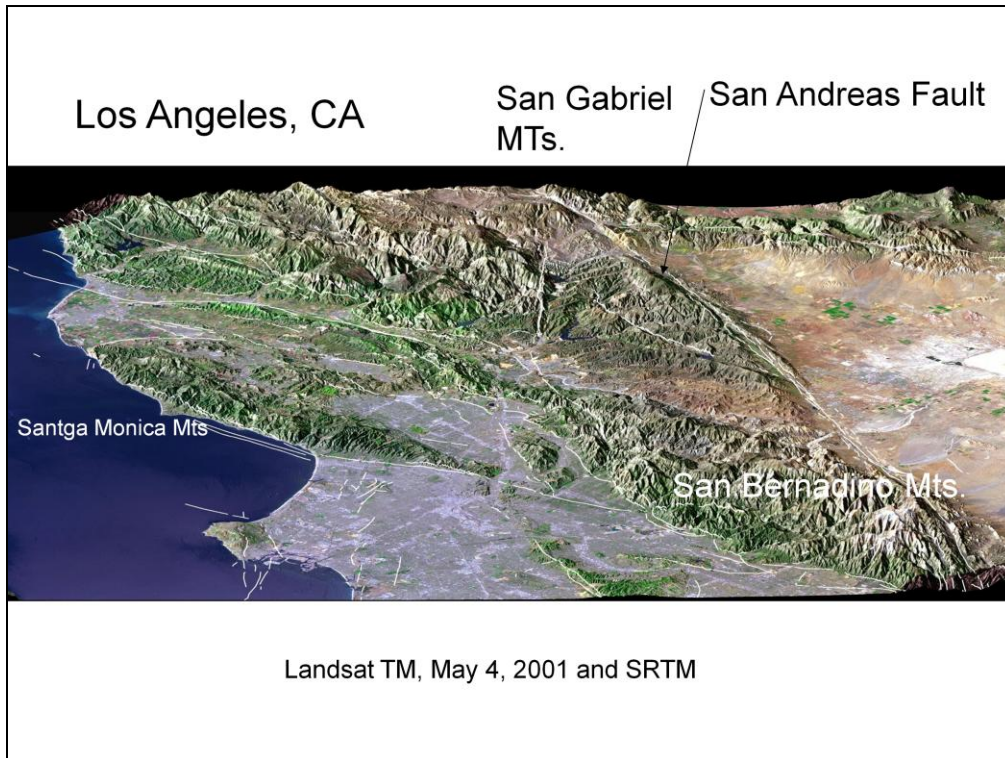 Los Angeles, CA
San Gabriel
MTs.
San Andreas Fault
Santga Monica Mts
San Bernadino Mts.
Landsat TM, May 4, 2001 and SRTM